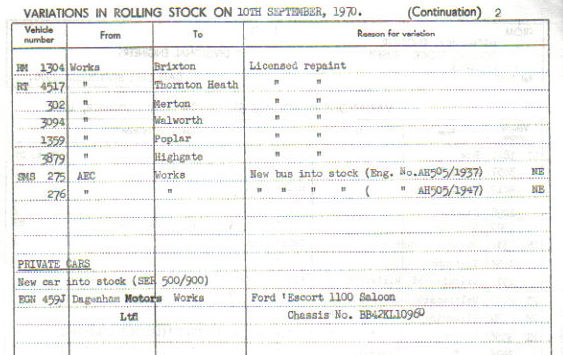 VARIATIONS IN ROLLING STOCK ON 10TH SEPTEMBER, 1970. (Continuation) 2
Vehicle number From To Reason for variation
RM 1304 Works Brixton Licensed repaint
RT 4517 " Thornton Heath " "
302 " Merton " "
3094 " Walworth " "
1359 " Poplar " "
3879 " Highgate " "
SMS 275 AEC Works New bus into stock (Eng. No.AH505/1937) NE
276 " " " " " " ( " AH505/1947) NE
PRIVATE CARS
New car into stock (SER 500/900)
EGN 459J Dagenham Motors Works Ford 'Escort 1100 Saloon
Ltd Chassis No. BB42KL10960